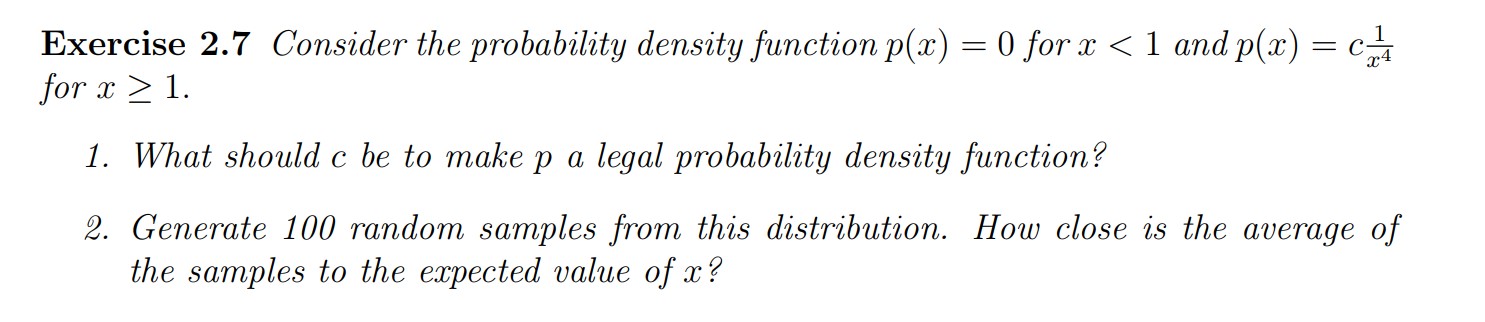 Exercise 2.7 Consider the probability density function p(x) = 0 for x < 1 and p(x) = c\frac{1}{x^4}
for x ≥ 1.
1. What should c be to make p a legal probability density function?
2. Generate 100 random samples from this distribution. How close is the average of
the samples to the expected value of x?